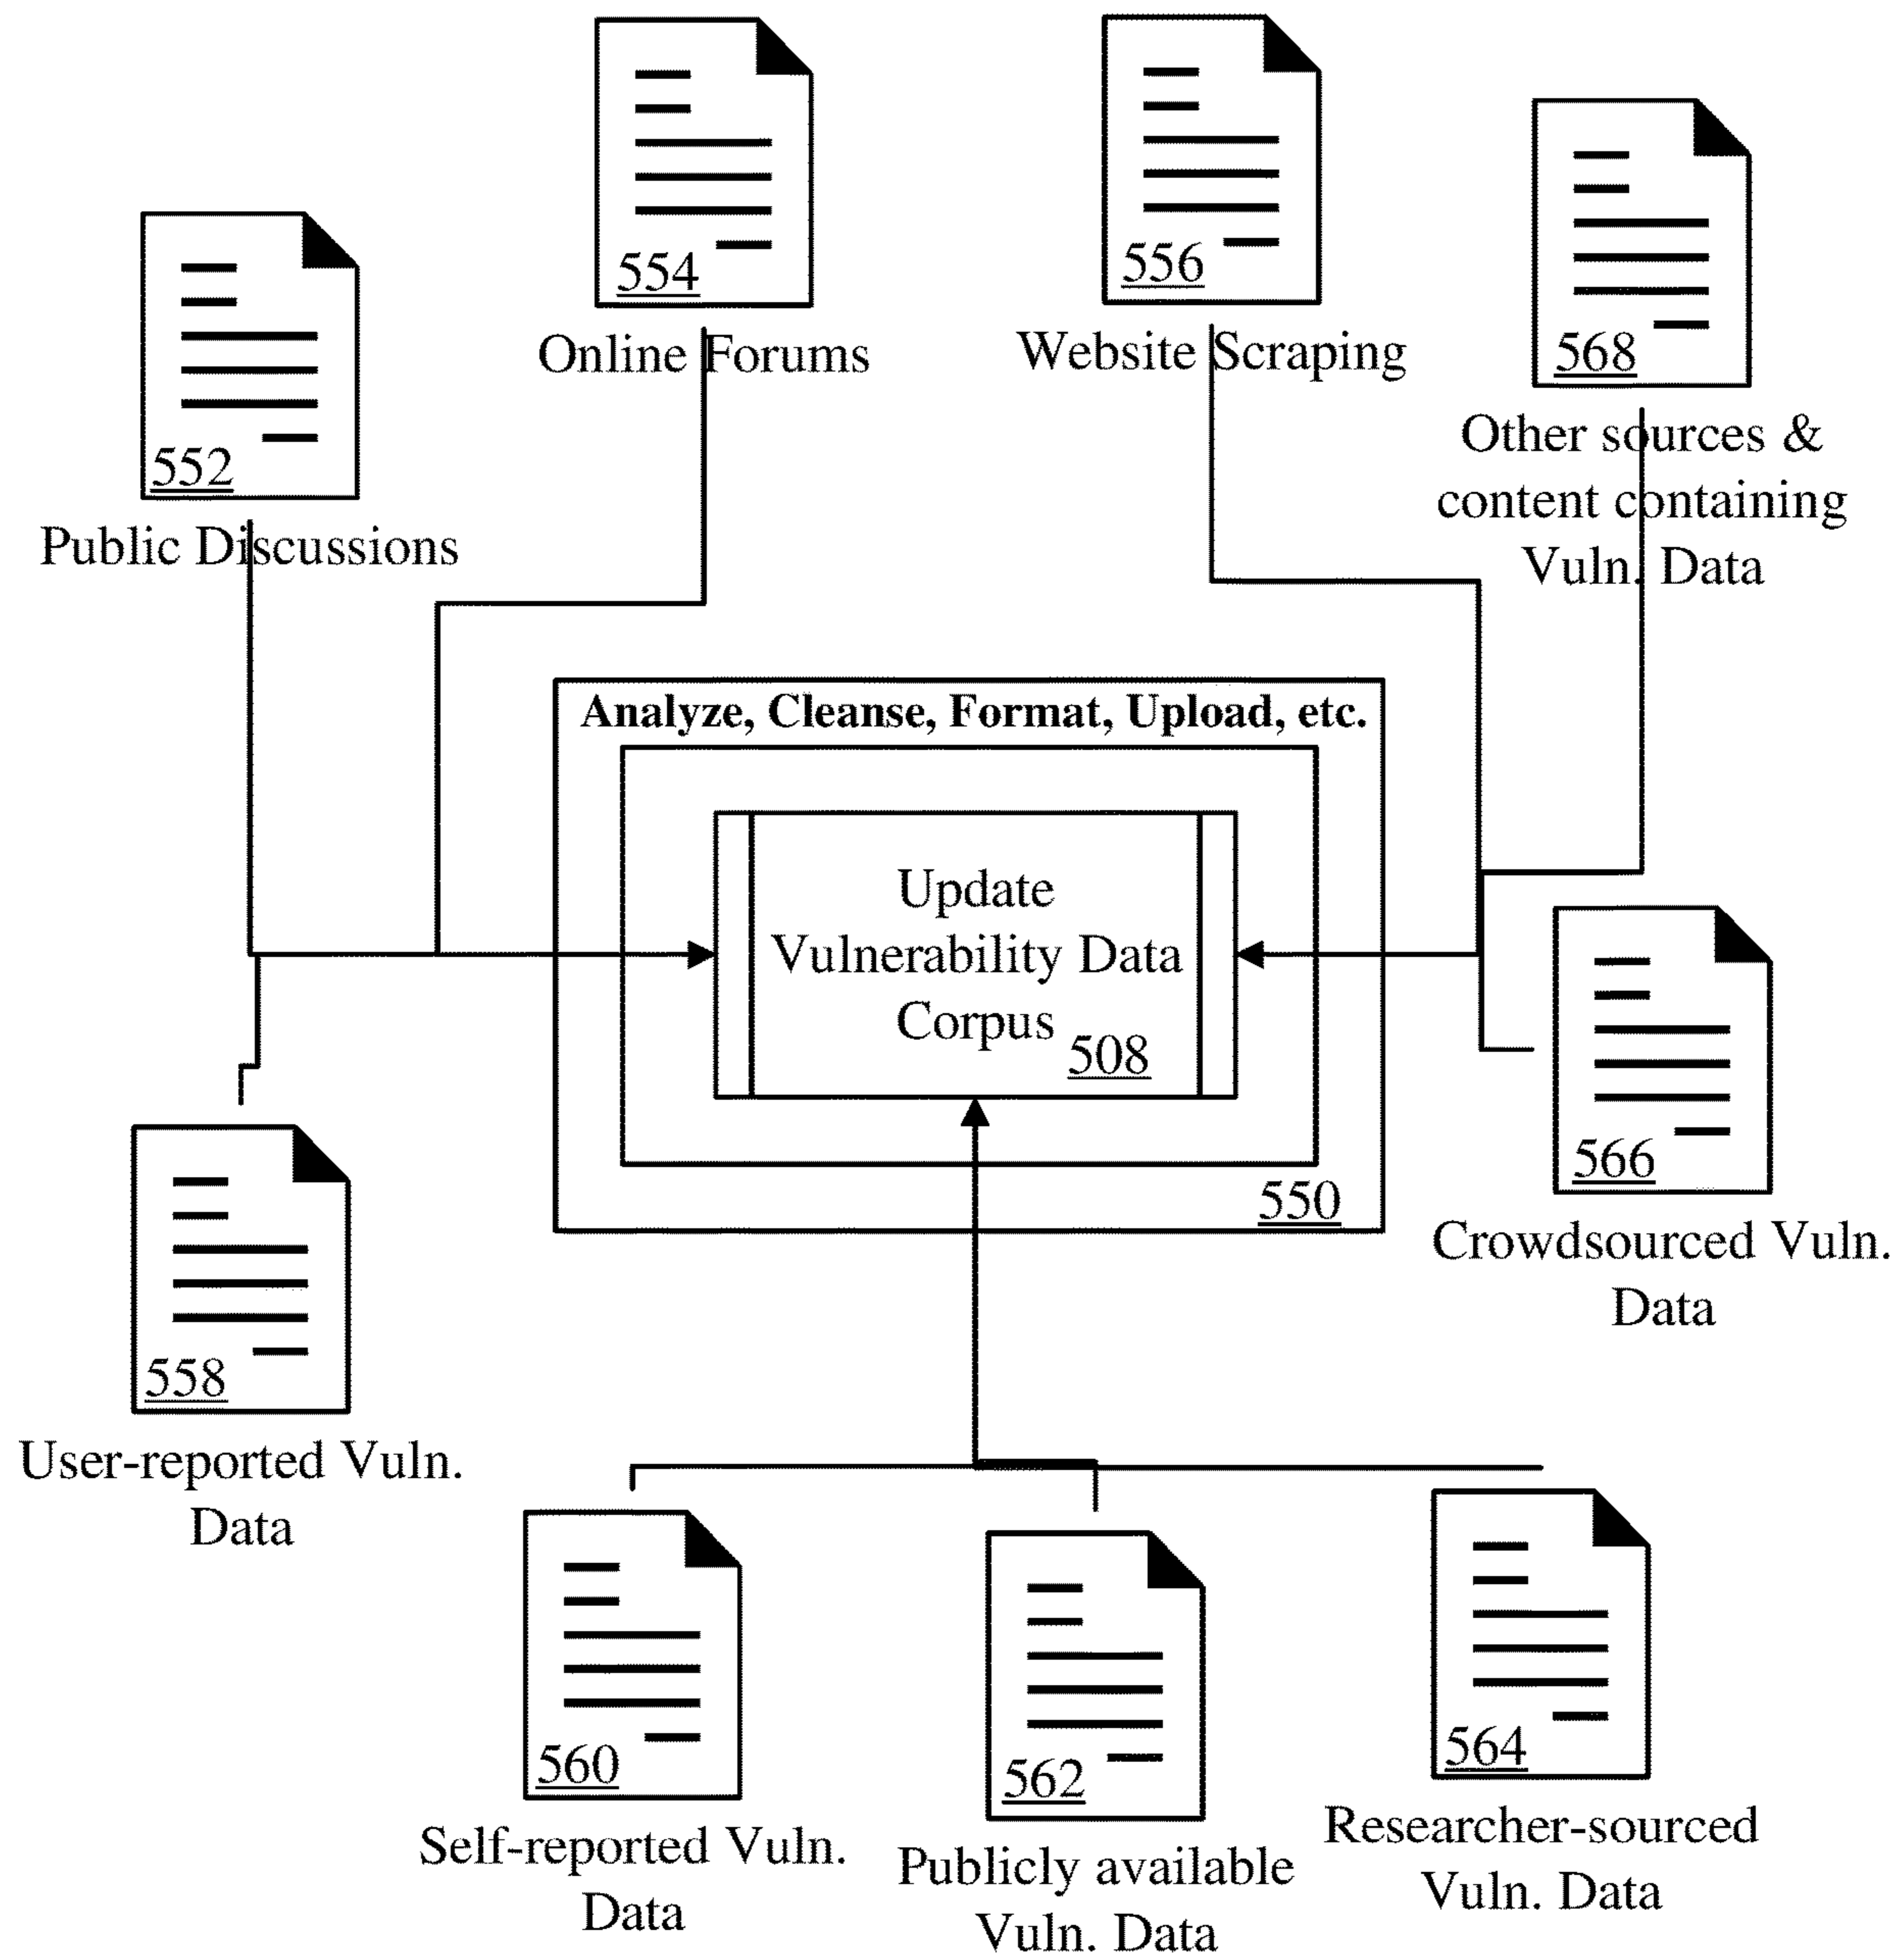 554
Online Forums
556
Website Scraping
568
Other sources &
content containing
Vuln. Data
552
Public Discussions
Analyze, Cleanse, Format, Upload, etc.
Update
Vulnerability Data
Corpus
508
550
566
Crowdsourced Vuln.
Data
558
User-reported Vuln.
Data
560
Self-reported Vuln.
Data
562
Publicly available
Vuln. Data
564
Researcher-sourced
Vuln. Data